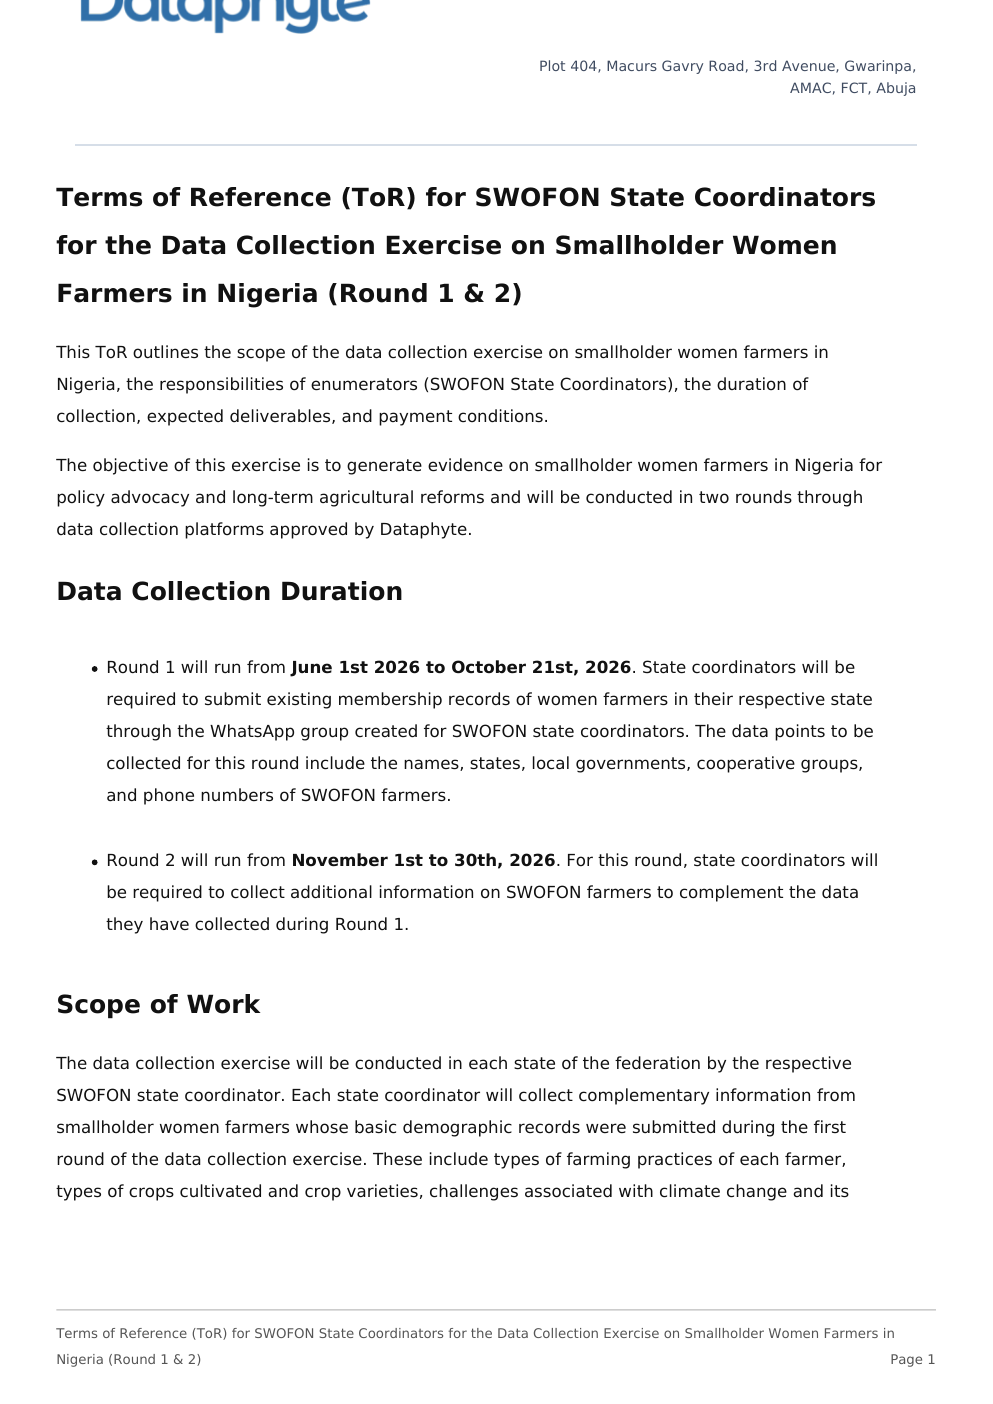 Dataphyte
Plot 404, Macurs Gavry Road, 3rd Avenue, Gwarinpa,
AMAC, FCT, Abuja
Terms of Reference (ToR) for SWOFON State Coordinators
for the Data Collection Exercise on Smallholder Women
Farmers in Nigeria (Round 1 & 2)
This ToR outlines the scope of the data collection exercise on smallholder women farmers in
Nigeria, the responsibilities of enumerators (SWOFON State Coordinators), the duration of
collection, expected deliverables, and payment conditions.
The objective of this exercise is to generate evidence on smallholder women farmers in Nigeria for
policy advocacy and long-term agricultural reforms and will be conducted in two rounds through
data collection platforms approved by Dataphyte.
Data Collection Duration
• Round 1 will run from June 1st 2026 to October 21st, 2026. State coordinators will be
required to submit existing membership records of women farmers in their respective state
through the WhatsApp group created for SWOFON state coordinators. The data points to be
collected for this round include the names, states, local governments, cooperative groups,
and phone numbers of SWOFON farmers.
• Round 2 will run from November 1st to 30th, 2026. For this round, state coordinators will
be required to collect additional information on SWOFON farmers to complement the data
they have collected during Round 1.
Scope of Work
The data collection exercise will be conducted in each state of the federation by the respective
SWOFON state coordinator. Each state coordinator will collect complementary information from
smallholder women farmers whose basic demographic records were submitted during the first
round of the data collection exercise. These include types of farming practices of each farmer,
types of crops cultivated and crop varieties, challenges associated with climate change and its
Terms of Reference (ToR) for SWOFON State Coordinators for the Data Collection Exercise on Smallholder Women Farmers in
Nigeria (Round 1 & 2) Page 1